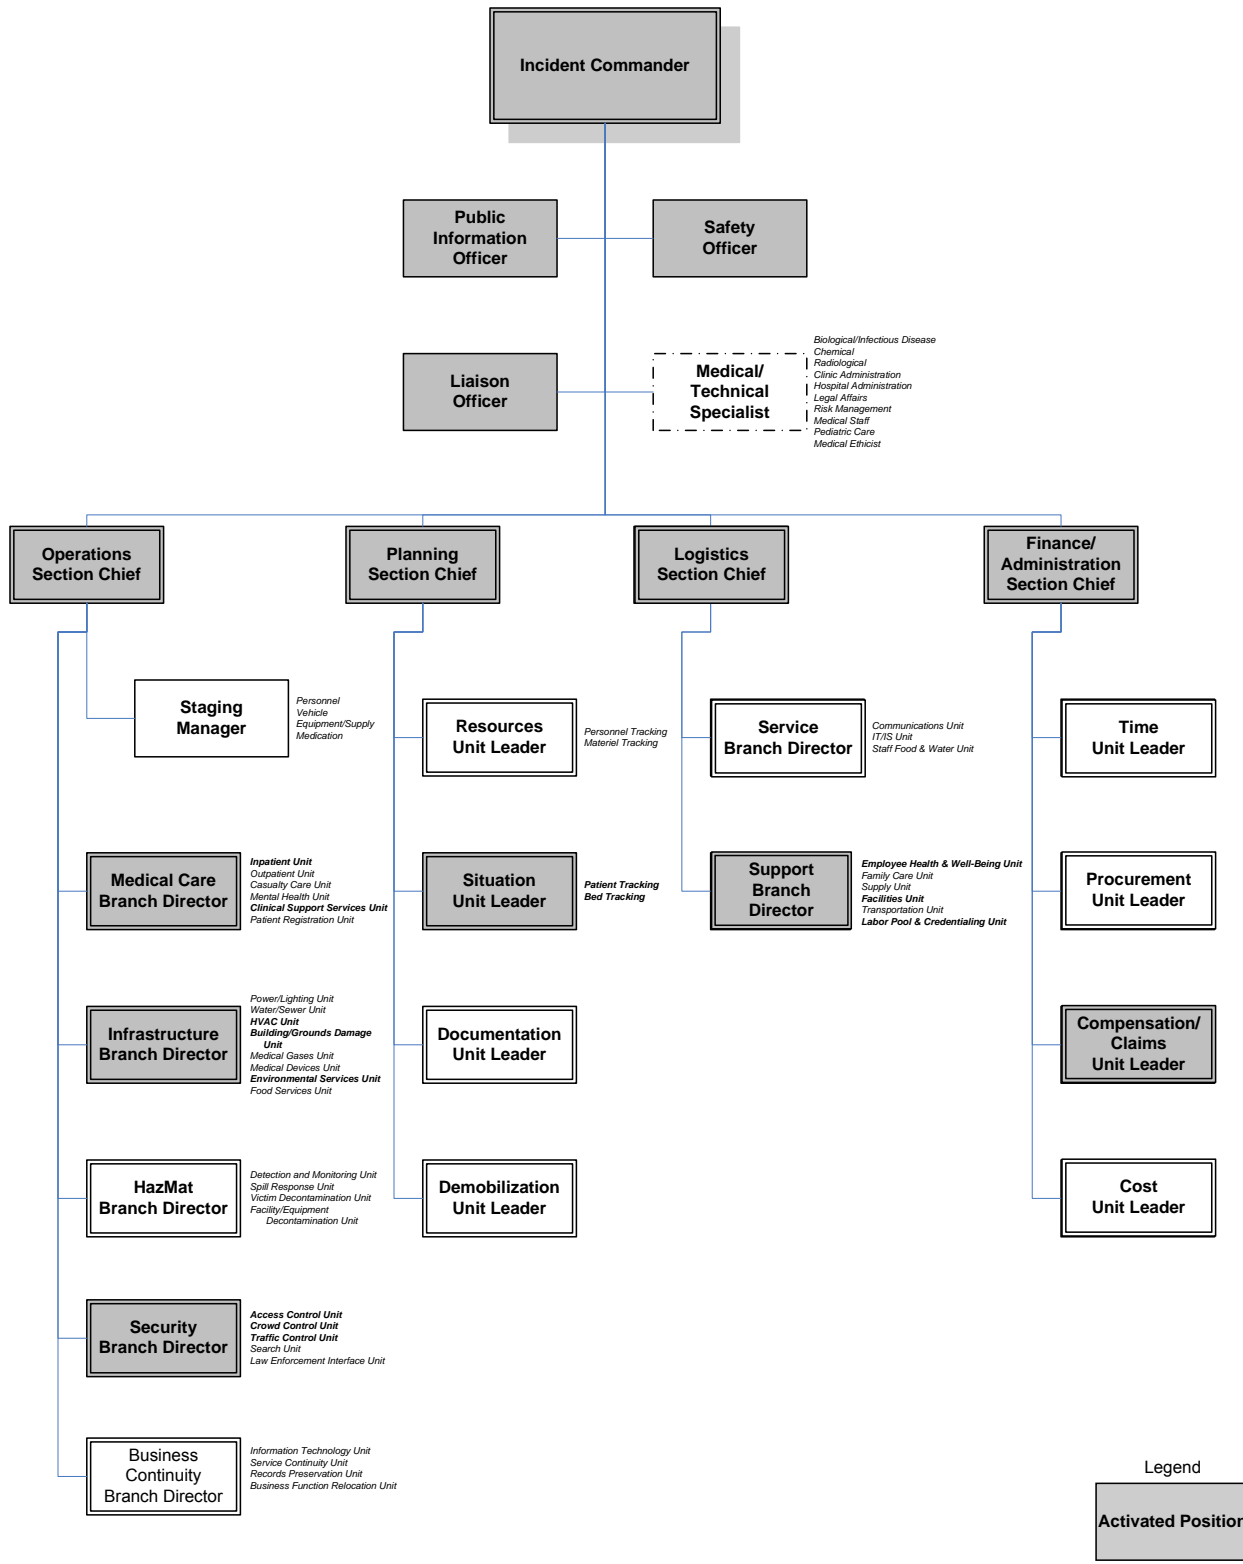 Incident Commander
Public
Information
Officer
Safety
Officer
Liaison
Officer
Medical/
Technical
Specialist
Biological/Infectious Disease
Chemical
Radiological
Clinic Administration
Hospital Administration
Legal Affairs
Risk Management
Medical Staff
Pediatric Care
Medical Ethicist
Operations
Section Chief
Planning
Section Chief
Logistics
Section Chief
Finance/
Administration
Section Chief
Staging
Manager
Personnel
Vehicle
Equipment/Supply
Medication
Resources
Unit Leader
Personnel Tracking
Materiel Tracking
Service
Branch Director
Communications Unit
IT/IS Unit
Staff Food & Water Unit
Time
Unit Leader
Medical Care
Branch Director
Inpatient Unit
Outpatient Unit
Casualty Care Unit
Mental Health Unit
Clinical Support Services Unit
Patient Registration Unit
Situation
Unit Leader
Patient Tracking
Bed Tracking
Support
Branch
Director
Employee Health & Well-Being Unit
Family Care Unit
Supply Unit
Facilities Unit
Transportation Unit
Labor Pool & Credentialing Unit
Procurement
Unit Leader
Infrastructure
Branch Director
Power/Lighting Unit
Water/Sewer Unit
HVAC Unit
Building/Grounds Damage
Unit
Medical Gases Unit
Medical Devices Unit
Environmental Services Unit
Food Services Unit
Documentation
Unit Leader
Compensation/
Claims
Unit Leader
HazMat
Branch Director
Detection and Monitoring Unit
Spill Response Unit
Victim Decontamination Unit
Facility/Equipment
Decontamination Unit
Demobilization
Unit Leader
Cost
Unit Leader
Security
Branch Director
Access Control Unit
Crowd Control Unit
Traffic Control Unit
Search Unit
Law Enforcement Interface Unit
Business
Continuity
Branch Director
Information Technology Unit
Service Continuity Unit
Records Preservation Unit
Business Function Relocation Unit
Legend
Activated Position